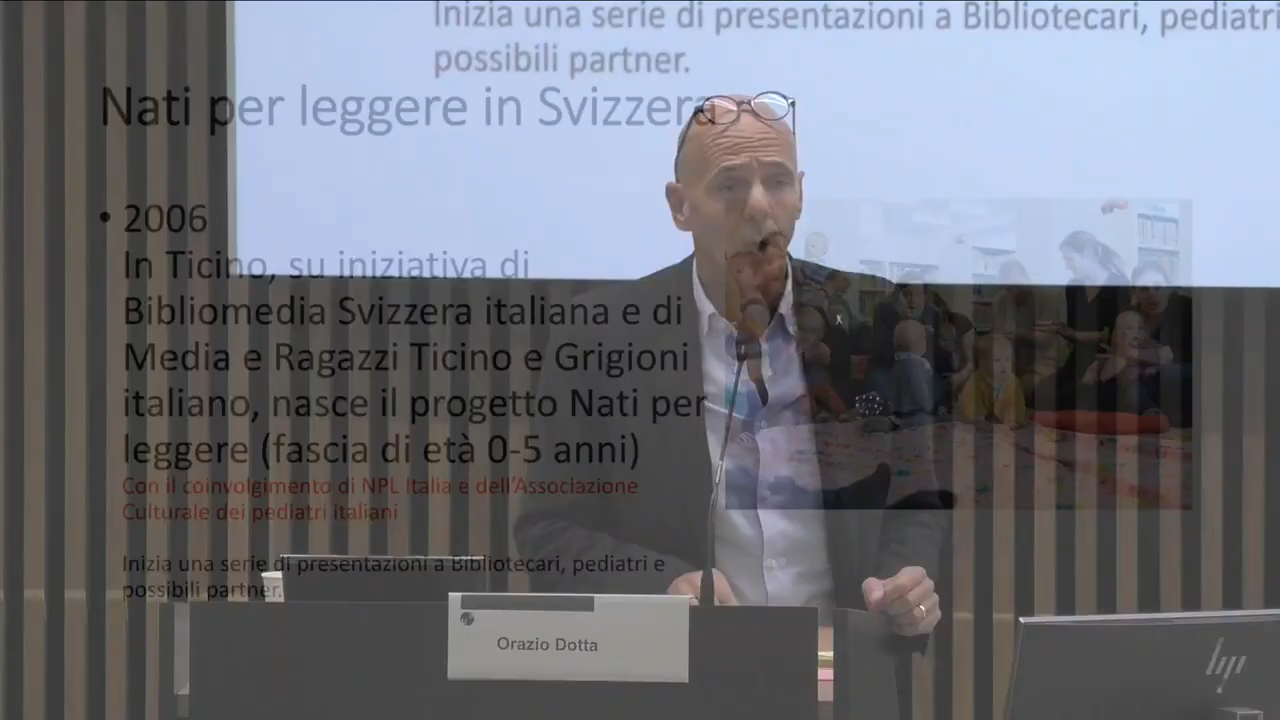 Inizia una serie di presentazioni a Bibliotecari, pediatri
possibili partner.
Nati per leggere in Svizzera
• 2006
In Ticino, su iniziativa di
Bibliomedia Svizzera italiana e di
Media e Ragazzi Ticino e Grigioni
italiano, nasce il progetto Nati per
leggere (fascia di età 0-5 anni)
Con il coinvolgimento di NPL Italia e dell'Associazione
Culturale dei pediatri italiani
Inizia una serie di presentazioni a Bibliotecari, pediatri e
possibili partner.
Orazio Dotta
hp